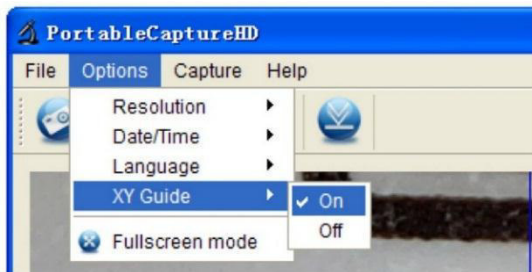 PortableCaptureHD
File Options Capture Help
Resolution
Date/Time
Language
XY Guide
On
Off
Fullscreen mode